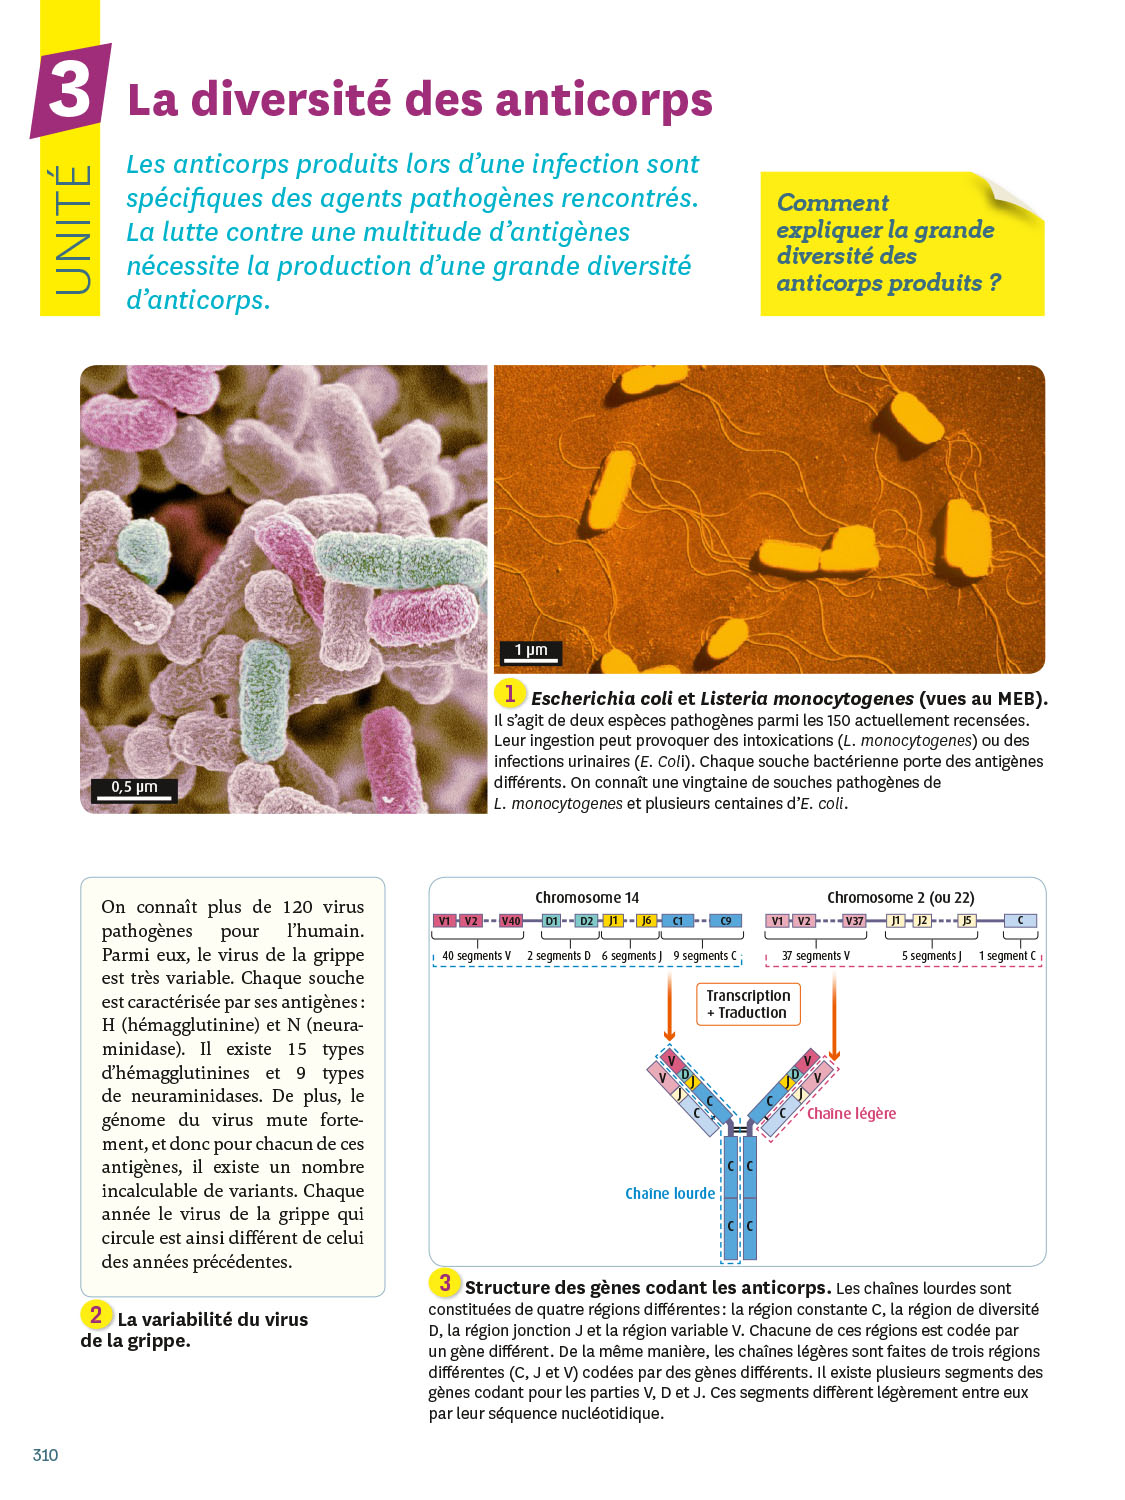 3
UNITÉ
La diversité des anticorps
Les anticorps produits lors d'une infection sont
spécifiques des agents pathogènes rencontrés.
La lutte contre une multitude d'antigènes
nécessite la production d'une grande diversité
d'anticorps.
Comment
expliquer la grande
diversité des
anticorps produits ?
0,5 µm
1 µm
1 Escherichia coli et Listeria monocytogenes (vues au MEB).
Il s'agit de deux espèces pathogènes parmi les 150 actuellement recensées.
Leur ingestion peut provoquer des intoxications (L. monocytogenes) ou des
infections urinaires (E. Coli). Chaque souche bactérienne porte des antigènes
différents. On connaît une vingtaine de souches pathogènes de
L. monocytogenes et plusieurs centaines d'E. coli.
On connaît plus de 120 virus
pathogènes pour l'humain.
Parmi eux, le virus de la grippe
est très variable. Chaque souche
est caractérisée par ses antigènes :
H (hémagglutinine) et N (neura-
minidase). Il existe 15 types
d'hémagglutinines et 9 types
de neuraminidases. De plus, le
génome du virus mute forte-
ment, et donc pour chacun de ces
antigènes, il existe un nombre
incalculable de variants. Chaque
année le virus de la grippe qui
circule est ainsi différent de celui
des années précédentes.
2 La variabilité du virus
de la grippe.
Chromosome 14
V1 V2 V40 D1 D2 J1 J6 C1 C9
40 segments V 2 segments D 6 segments J 9 segments C
Chromosome 2 (ou 22)
V1 V2 V37 J1 J2 J5 C
37 segments V 5 segments J 1 segment C
Transcription
+ Traduction
V D J C
V J C
V D J C
V J C
Chaîne légère
C C
Chaîne lourde
C C
3 Structure des gènes codant les anticorps. Les chaînes lourdes sont
constituées de quatre régions différentes : la région constante C, la région de diversité
D, la région jonction J et la région variable V. Chacune de ces régions est codée par
un gène différent. De la même manière, les chaînes légères sont faites de trois régions
différentes (C, J et V) codées par des gènes différents. Il existe plusieurs segments des
gènes codant pour les parties V, D et J. Ces segments diffèrent légèrement entre eux
par leur séquence nucléotidique.
310